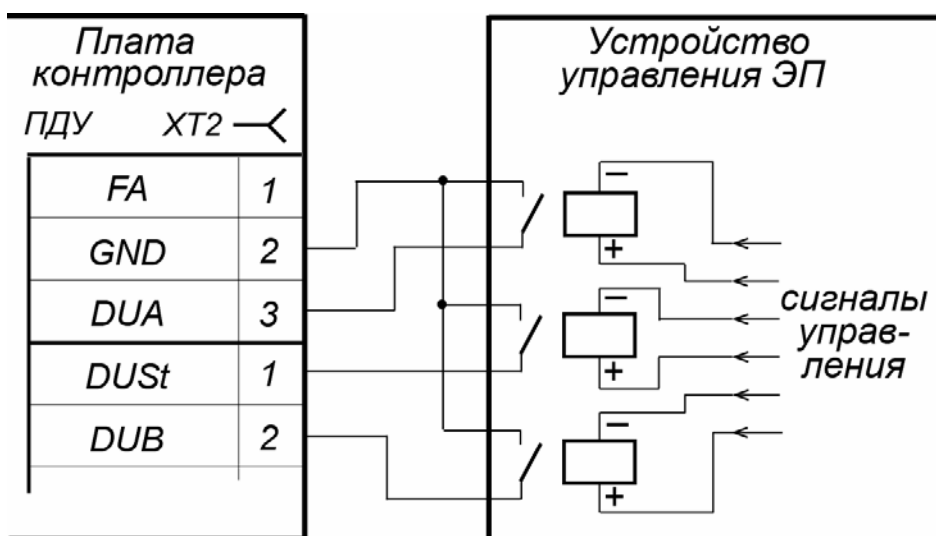 Плата
контроллера
ПДУ XT2
FA 1
GND 2
DUA 3
DUSt 1
DUB 2
Устройство
управления ЭП
−
+
−
+
−
+
сигналы
управ-
ления